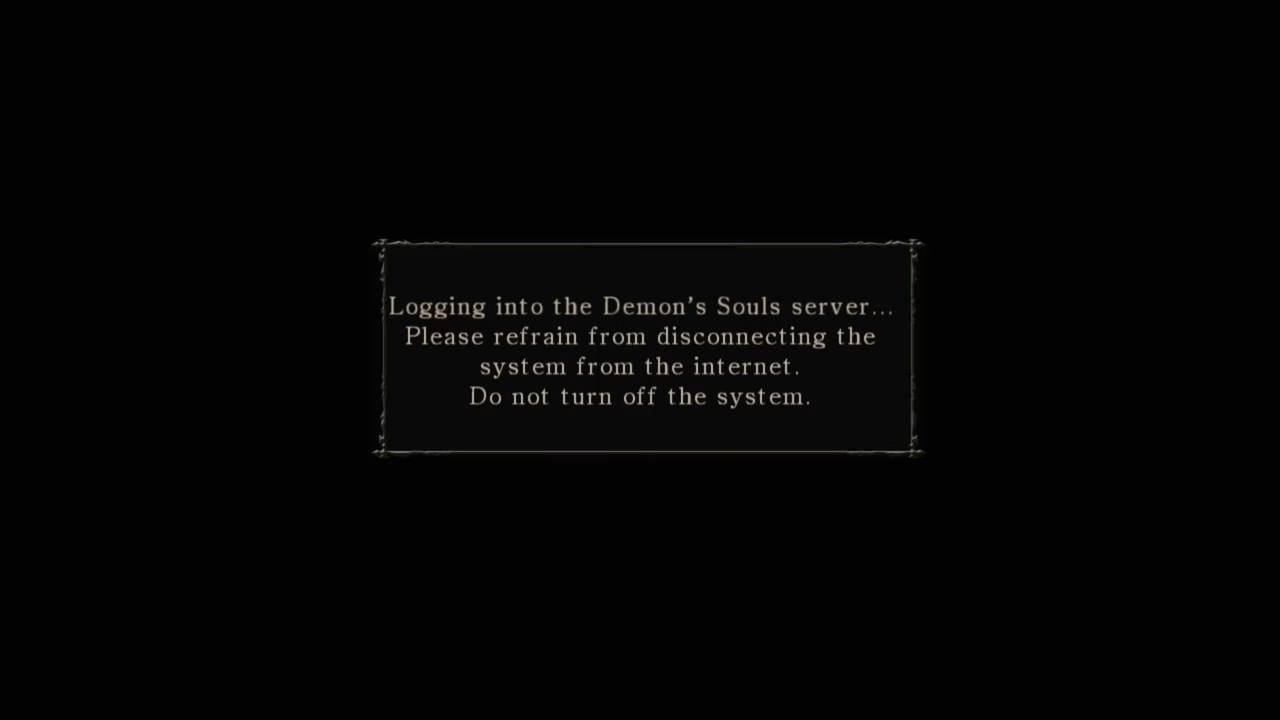 Logging into the Demon's Souls server...
Please refrain from disconnecting the
system from the internet.
Do not turn off the system.